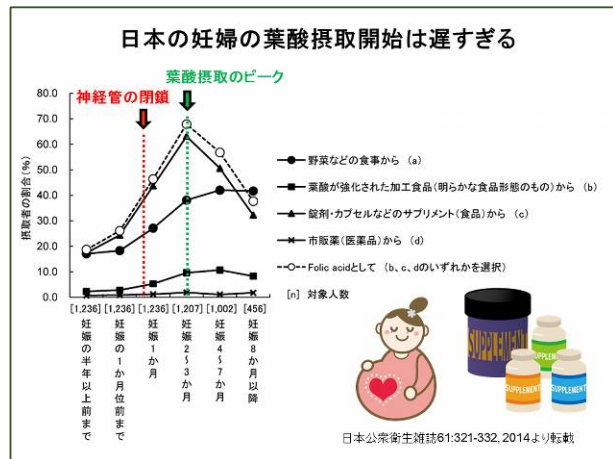 日本の妊婦の葉酸摂取開始は遅すぎる
葉酸摂取のピーク
神経管の閉鎖
摂取者の割合(%)
80.0
70.0
60.0
50.0
40.0
30.0
20.0
10.0
0.0
[1,236] [1,236] [1,236] [1,207] [1,002] [456]
妊娠の半年以上前まで
妊娠の1か月位前まで
妊娠1か月
妊娠2~3か月
妊娠4~7か月
妊娠8か月以降
野菜などの食事から (a)
葉酸が強化された加工食品(明らかな食品形態のもの)から (b)
錠剤・カプセルなどのサプリメント(食品)から (c)
市販薬(医薬品)から (d)
Folic acidとして (b、c、dのいずれかを選択)
[n] 対象人数
SUPPLEMENT
SUPPLEMENT
SUPPLEMENT
SUPPLEMENT
日本公衆衛生雑誌61:321-332, 2014より転載